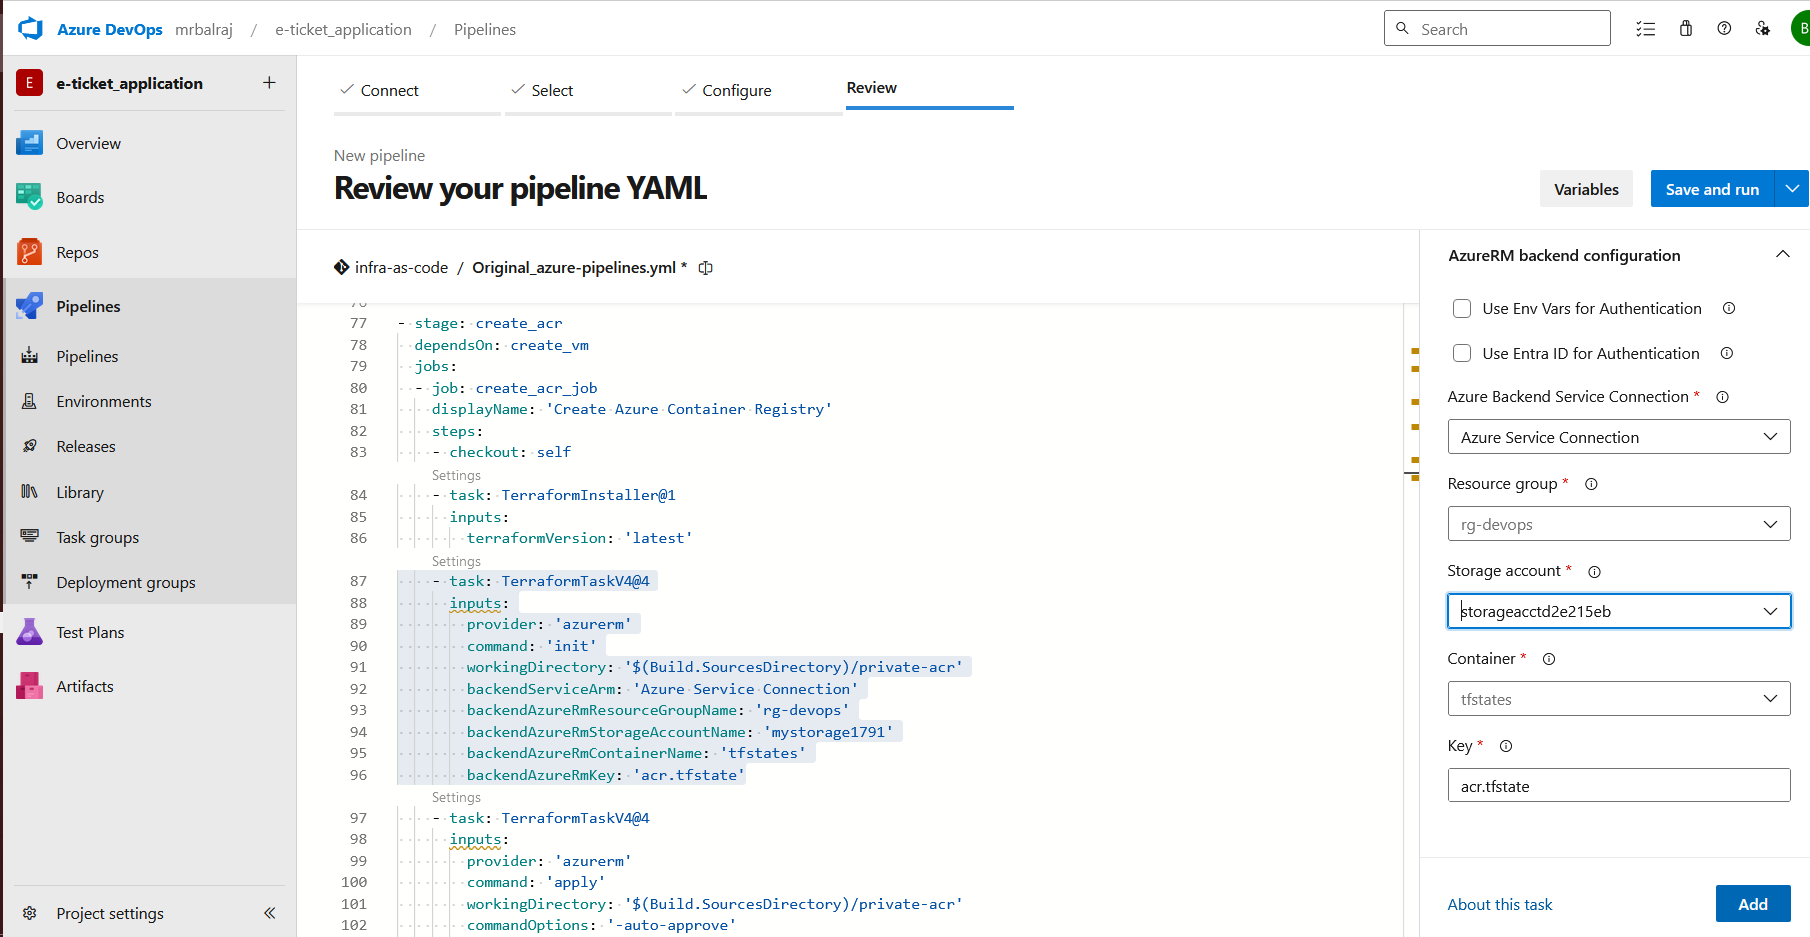 Azure DevOps mrbalraj / e-ticket_application / Pipelines
Search
B
E e-ticket_application +
Overview
Boards
Repos
Pipelines
Pipelines
Environments
Releases
Library
Task groups
Deployment groups
Test Plans
Artifacts
Project settings
Connect
Select
Configure
Review
New pipeline
Review your pipeline YAML
Variables
Save and run
infra-as-code / Original_azure-pipelines.yml *
76
77 - stage: create_acr
78 dependsOn: create_vm
79 jobs:
80 - job: create_acr_job
81 displayName: 'Create Azure Container Registry'
82 steps:
83 - checkout: self
Settings
84 - task: TerraformInstaller@1
85 inputs:
86 terraformVersion: 'latest'
Settings
87 - task: TerraformTaskV4@4
88 inputs:
89 provider: 'azurerm'
90 command: 'init'
91 workingDirectory: '$(Build.SourcesDirectory)/private-acr'
92 backendServiceArm: 'Azure Service Connection'
93 backendAzureRmResourceGroupName: 'rg-devops'
94 backendAzureRmStorageAccountName: 'mystorage1791'
95 backendAzureRmContainerName: 'tfstates'
96 backendAzureRmKey: 'acr.tfstate'
Settings
97 - task: TerraformTaskV4@4
98 inputs:
99 provider: 'azurerm'
100 command: 'apply'
101 workingDirectory: '$(Build.SourcesDirectory)/private-acr'
102 commandOptions: '-auto-approve'
AzureRM backend configuration
Use Env Vars for Authentication
Use Entra ID for Authentication
Azure Backend Service Connection *
Azure Service Connection
Resource group *
rg-devops
Storage account *
storageacctd2e215eb
Container *
tfstates
Key *
acr.tfstate
About this task
Add